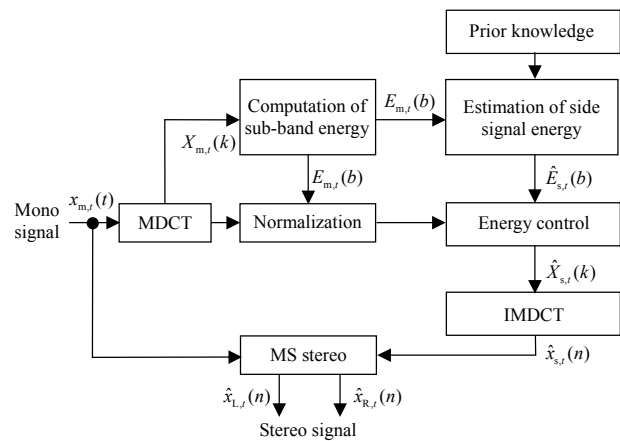 Prior knowledge
Computation of
sub-band energy
E_{m,t}(b)
Estimation of side
signal energy
X_{m,t}(k)
E_{m,t}(b)
Ê_{s,t}(b)
Mono
signal
x_{m,t}(t)
MDCT
Normalization
Energy control
X̂_{s,t}(k)
IMDCT
MS stereo
x̂_{s,t}(n)
x̂_{L,t}(n)
x̂_{R,t}(n)
Stereo signal